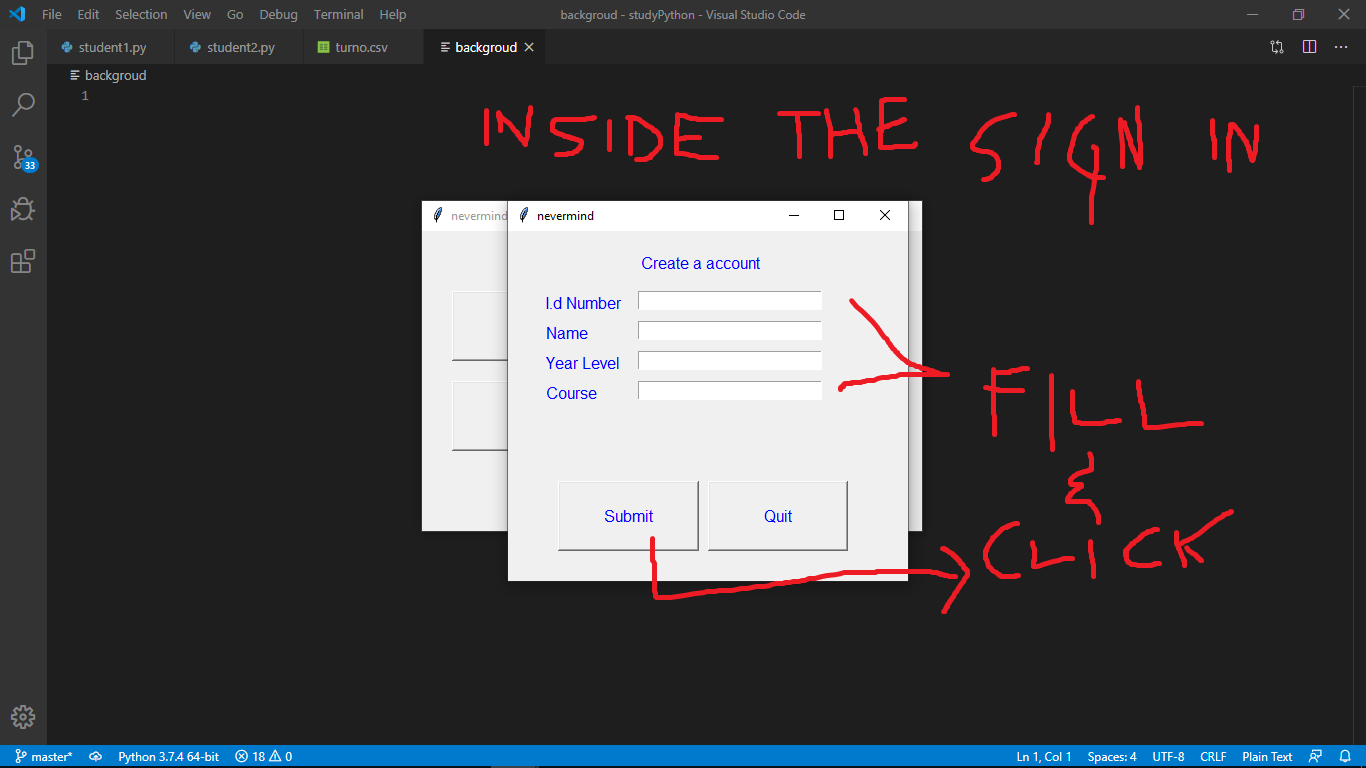 File Edit Selection View Go Debug Terminal Help backgroud - studyPython - Visual Studio Code
student1.py student2.py turno.csv backgroud
backgroud
1
INSIDE THE SIGN IN
nevermind nevermind
Create a account
I.d Number
Name
Year Level
Course
FILL
&
CLICK
Submit Quit
33
master* Python 3.7.4 64-bit 18 0 Ln 1, Col 1 Spaces: 4 UTF-8 CRLF Plain Text